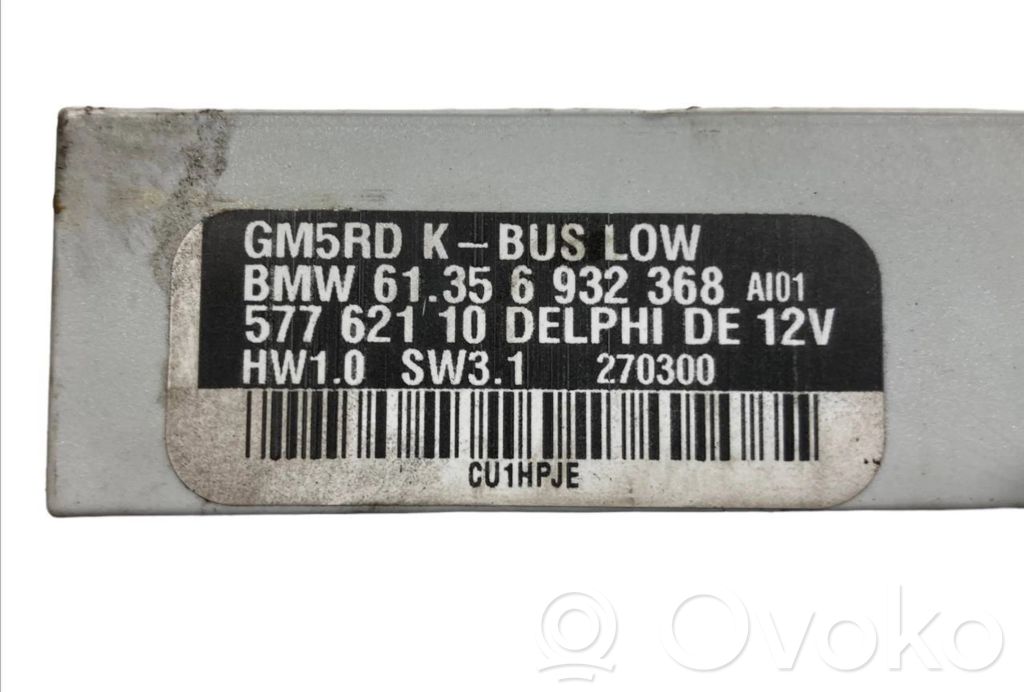 GM5RD K – BUS LOW
BMW 61.35 6 932 368 AI01
577 621 10 DELPHI DE 12V
HW1.0 SW3.1 270300
CU1HPJE
Ovoko